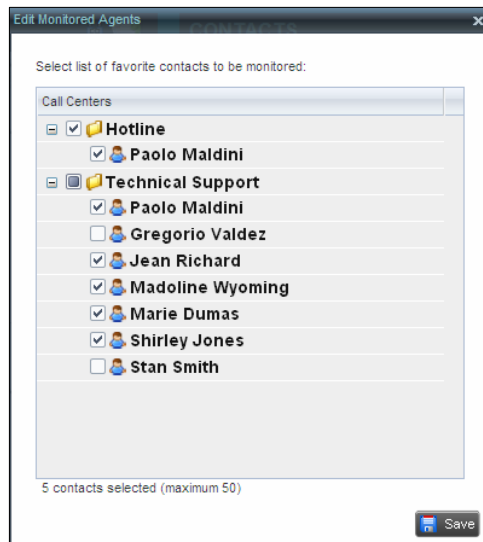 Edit Monitored Agents
CONTACTS
Select list of favorite contacts to be monitored:
Call Centers
Hotline
Paolo Maldini
Technical Support
Paolo Maldini
Gregorio Valdez
Jean Richard
Madoline Wyoming
Marie Dumas
Shirley Jones
Stan Smith
5 contacts selected (maximum 50)
Save